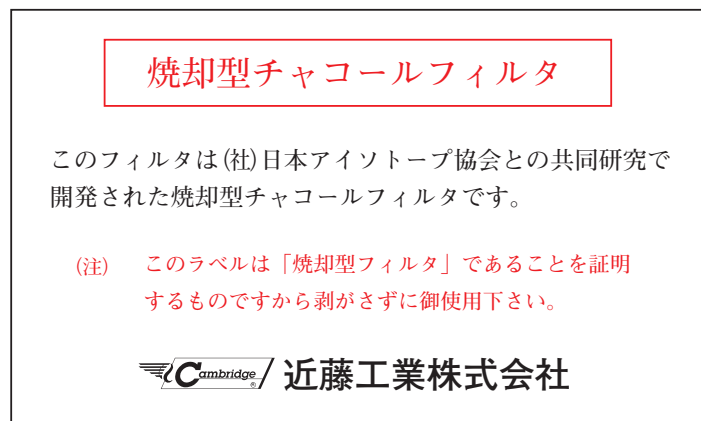 焼却型チャコールフィルタ
このフィルタは(社)日本アイソトープ協会との共同研究で
開発された焼却型チャコールフィルタです。
(注) このラベルは「焼却型フィルタ」であることを証明
するものですから剥がさずに御使用下さい。
Cambridge® 近藤工業株式会社